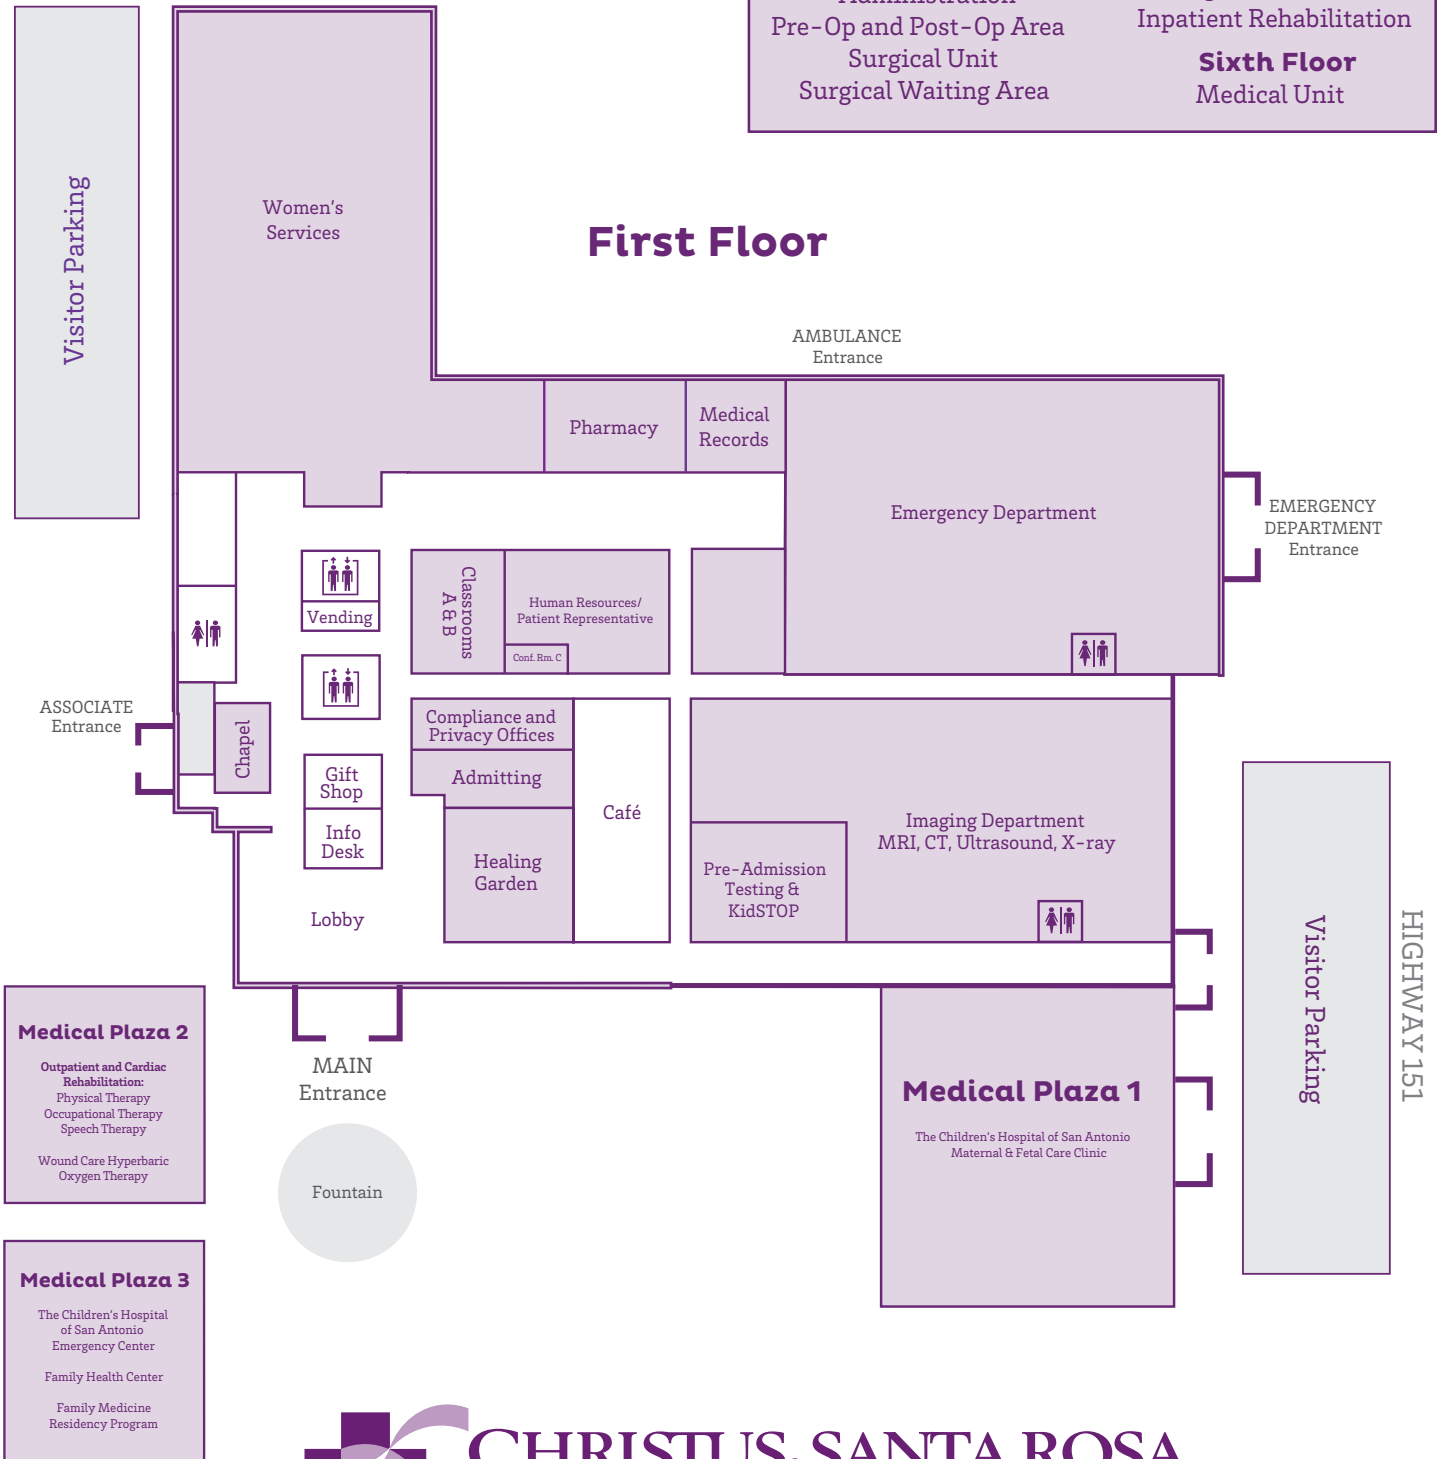 Administration
Pre-Op and Post-Op Area
Surgical Unit
Surgical Waiting Area
Inpatient Rehabilitation
Sixth Floor
Medical Unit
Visitor Parking
Women's
Services
First Floor
AMBULANCE
Entrance
Pharmacy
Medical
Records
Emergency Department
EMERGENCY
DEPARTMENT
Entrance
Vending
Classrooms
A & B
Human Resources/
Patient Representative
Conf. Rm. C
ASSOCIATE
Entrance
Chapel
Compliance and
Privacy Offices
Admitting
Gift
Shop
Info
Desk
Café
Healing
Garden
Lobby
Imaging Department
MRI, CT, Ultrasound, X-ray
Pre-Admission
Testing &
KidSTOP
Visitor Parking
HIGHWAY 151
MAIN
Entrance
Fountain
Medical Plaza 1
The Children's Hospital of San Antonio
Maternal & Fetal Care Clinic
Medical Plaza 2
Outpatient and Cardiac
Rehabilitation:
Physical Therapy
Occupational Therapy
Speech Therapy
Wound Care Hyperbaric
Oxygen Therapy
Medical Plaza 3
The Children's Hospital
of San Antonio
Emergency Center
Family Health Center
Family Medicine
Residency Program
CHRISTUS. SANTA ROSA